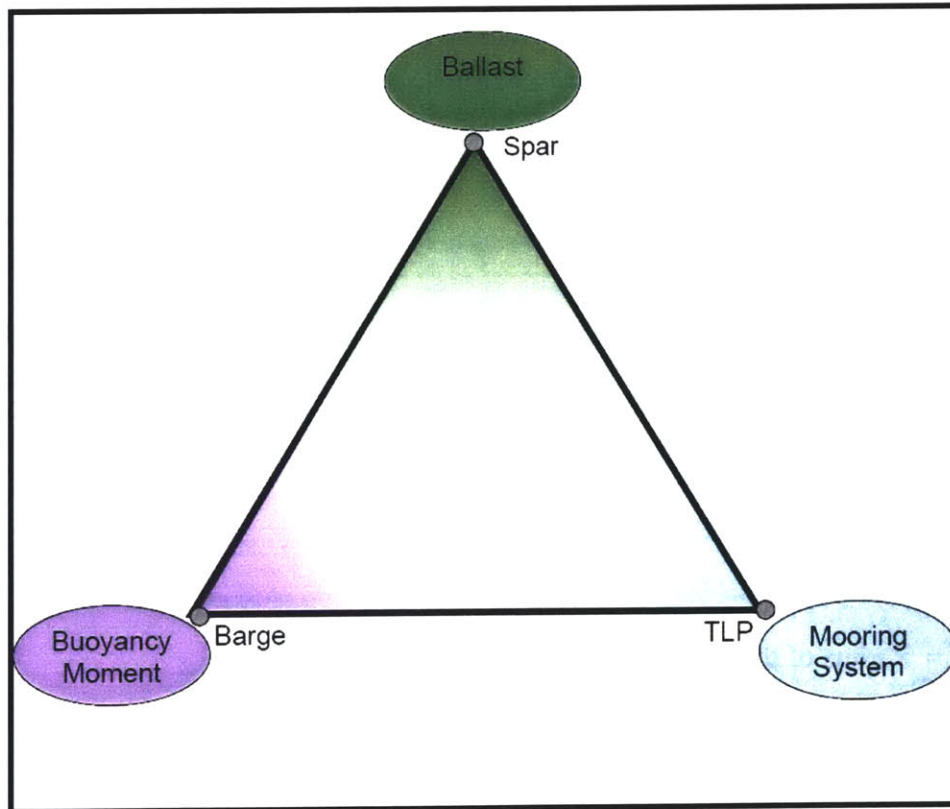 Ballast
Spar
Buoyancy
Moment
Barge
TLP
Mooring
System